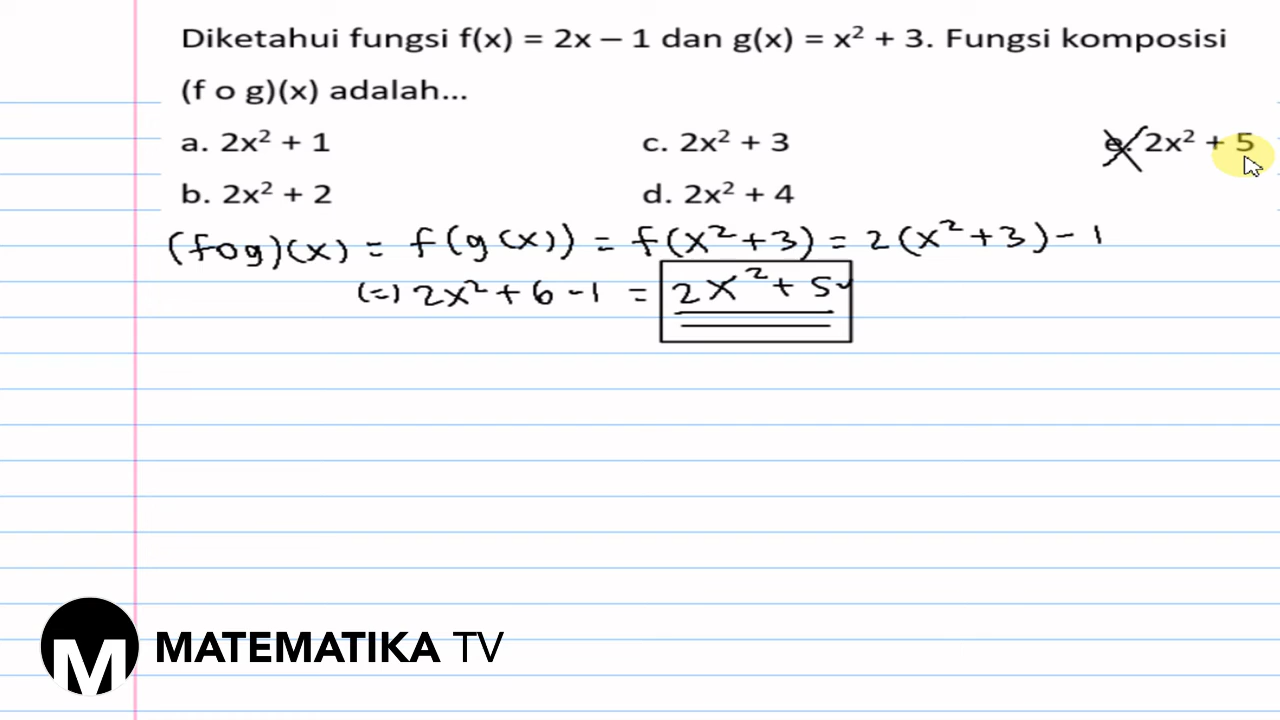 Diketahui fungsi f(x) = 2x – 1 dan g(x) = x² + 3. Fungsi komposisi
(f o g)(x) adalah...
a. 2x² + 1 c. 2x² + 3 e. 2x² + 5
b. 2x² + 2 d. 2x² + 4
(fog)(x) = f(g(x)) = f(x²+3) = 2(x²+3) - 1
(=) 2x² + 6 - 1 = 2x² + 5
M MATEMATIKA TV